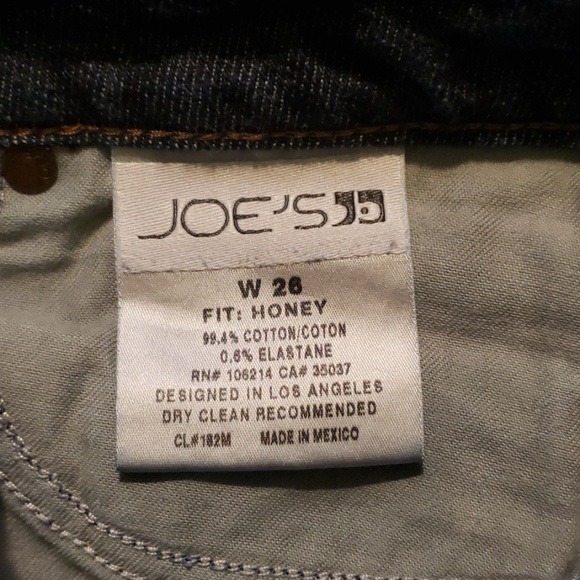 JOE'S
W 26
FIT: HONEY
99.4% COTTON/COTON
0.6% ELASTANE
RN# 106214 CA# 35037
DESIGNED IN LOS ANGELES
DRY CLEAN RECOMMENDED
CL#182M MADE IN MEXICO